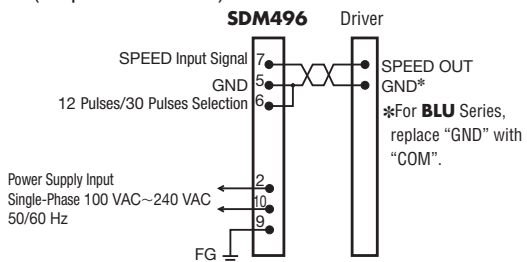 SDM496 Driver
SPEED Input Signal 7
SPEED OUT
GND 5
GND*
12 Pulses/30 Pulses Selection 6
*For BLU Series,
replace “GND” with
“COM”.
Power Supply Input
Single-Phase 100 VAC~240 VAC
50/60 Hz
2
10
9
FG